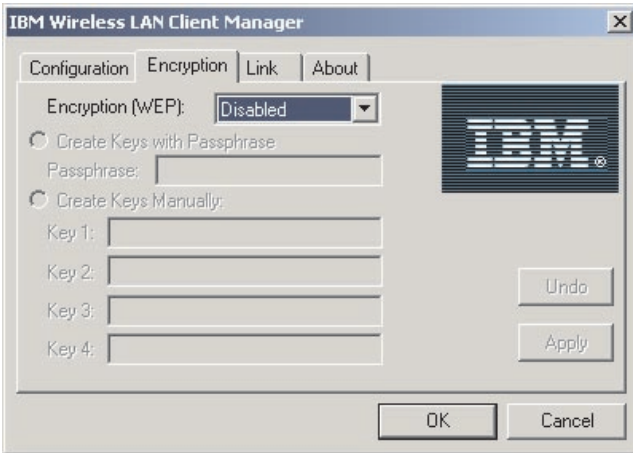 IBM Wireless LAN Client Manager
Configuration Encryption Link About
Encryption (WEP): Disabled
IBM®
Create Keys with Passphrase
Passphrase:
Create Keys Manually:
Key 1:
Key 2:
Key 3:
Key 4:
Undo
Apply
OK Cancel